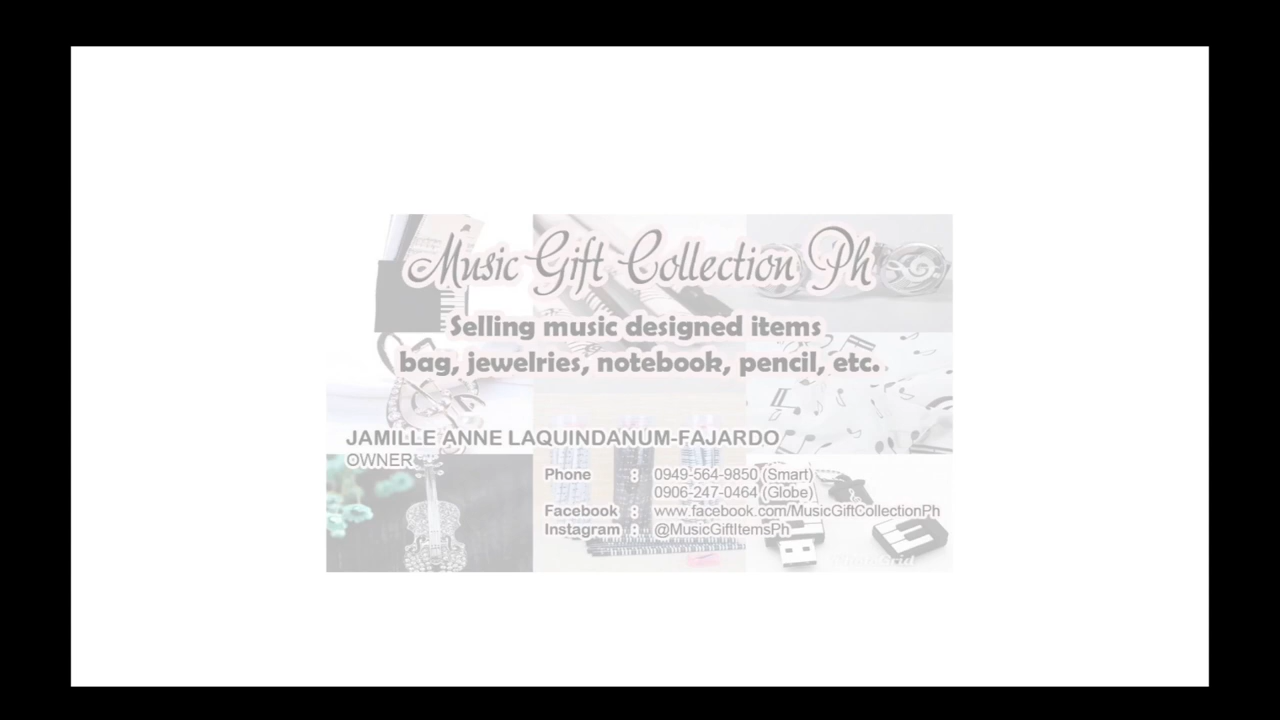 Music Gift Collection Ph
Selling music designed items
bag, jewelries, notebook, pencil, etc.
JAMILLE ANNE LAQUINDANUM-FAJARDO
OWNER
Phone : 0949-564-9850 (Smart)
0906-247-0464 (Globe)
Facebook : www.facebook.com/MusicGiftCollectionPh
Instagram : @MusicGiftItemsPh